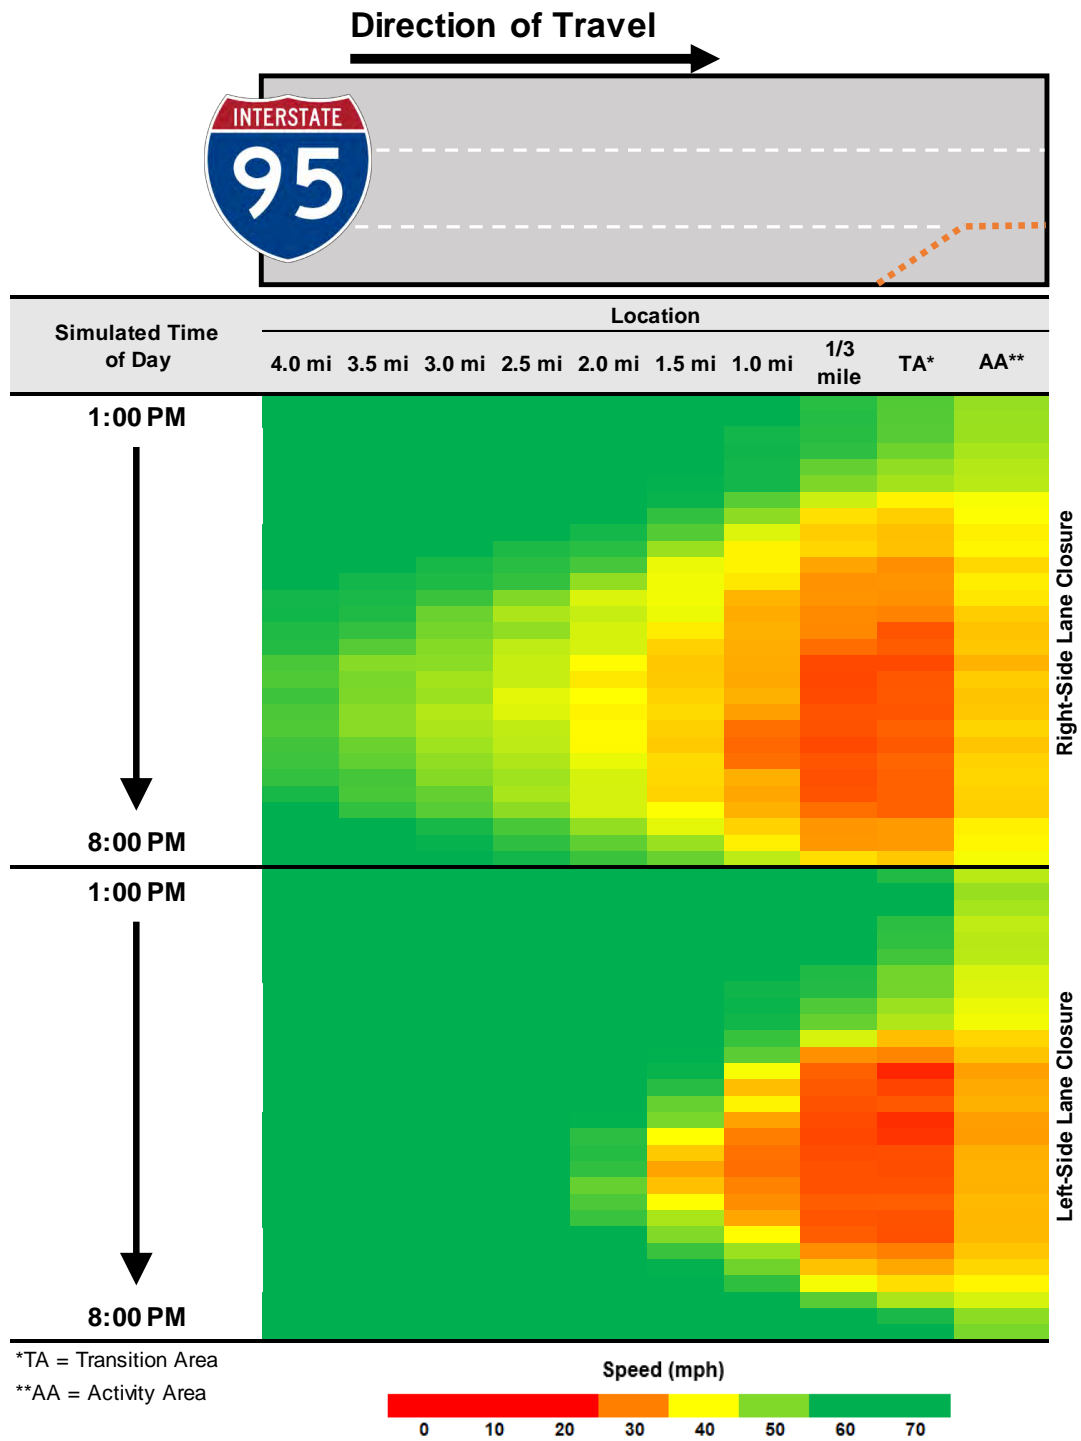 Direction of Travel
INTERSTATE
95
Simulated Time
of Day
Location
4.0 mi 3.5 mi 3.0 mi 2.5 mi 2.0 mi 1.5 mi 1.0 mi 1/3 mile TA* AA**
1:00 PM
8:00 PM
Right-Side Lane Closure
1:00 PM
8:00 PM
Left-Side Lane Closure
*TA = Transition Area
**AA = Activity Area
Speed (mph)
0 10 20 30 40 50 60 70